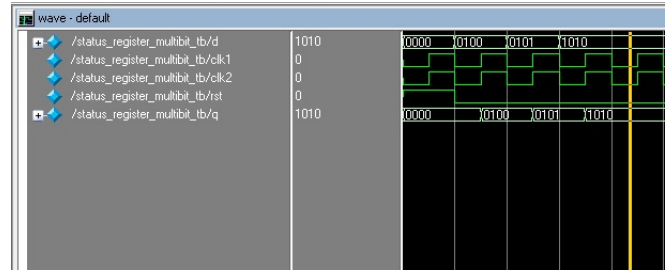 wave - default
/status_register_multibit_tb/d 1010 0000 0100 0101 1010
/status_register_multibit_tb/clk1 0
/status_register_multibit_tb/clk2 0
/status_register_multibit_tb/rst 0
/status_register_multibit_tb/q 1010 0000 0100 0101 1010